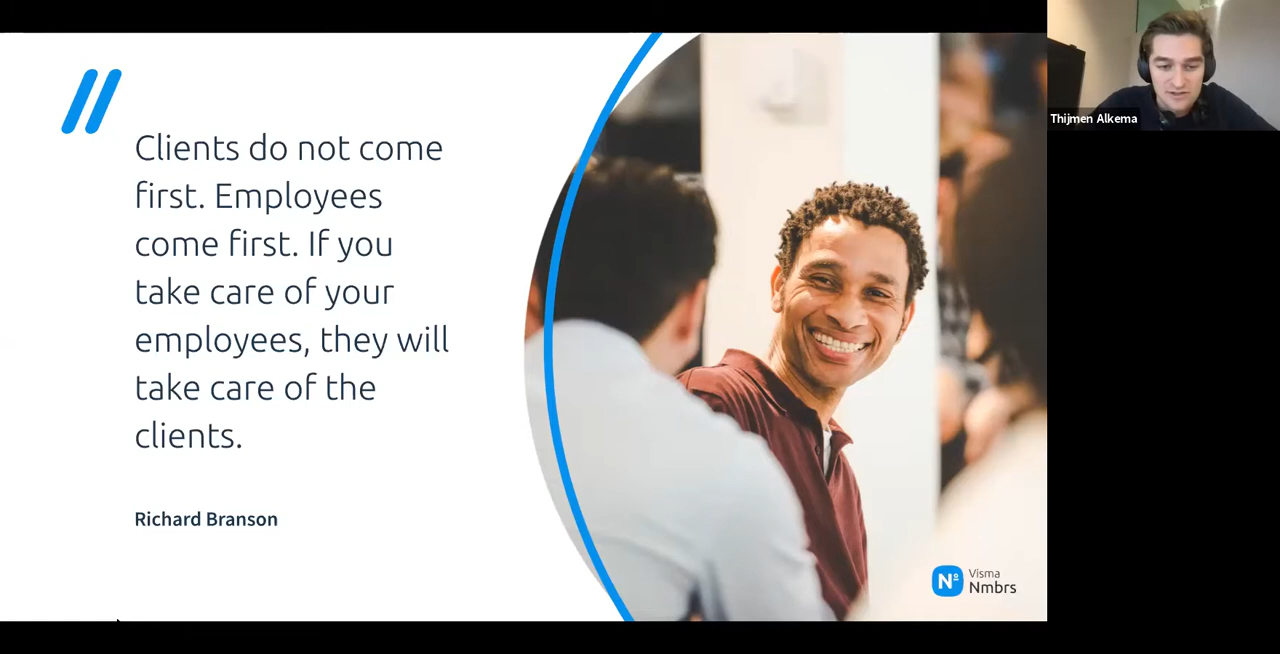 Clients do not come
first. Employees
come first. If you
take care of your
employees, they will
take care of the
clients.
Richard Branson
Nº
Visma
Nmbrs
Thijmen Alkema